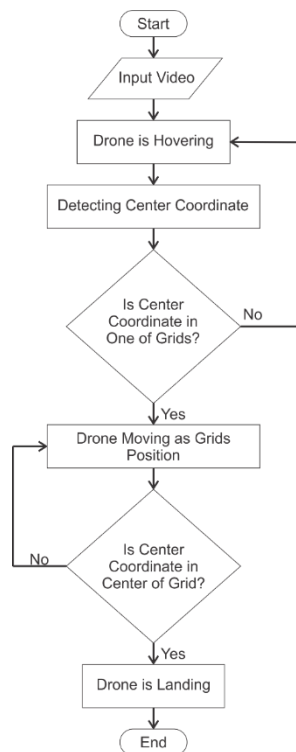 Start
Input Video
Drone is Hovering
Detecting Center Coordinate
Is Center
Coordinate in
One of Grids?
No
Yes
Drone Moving as Grids
Position
Is Center
Coordinate in
Center of Grid?
No
Yes
Drone is Landing
End